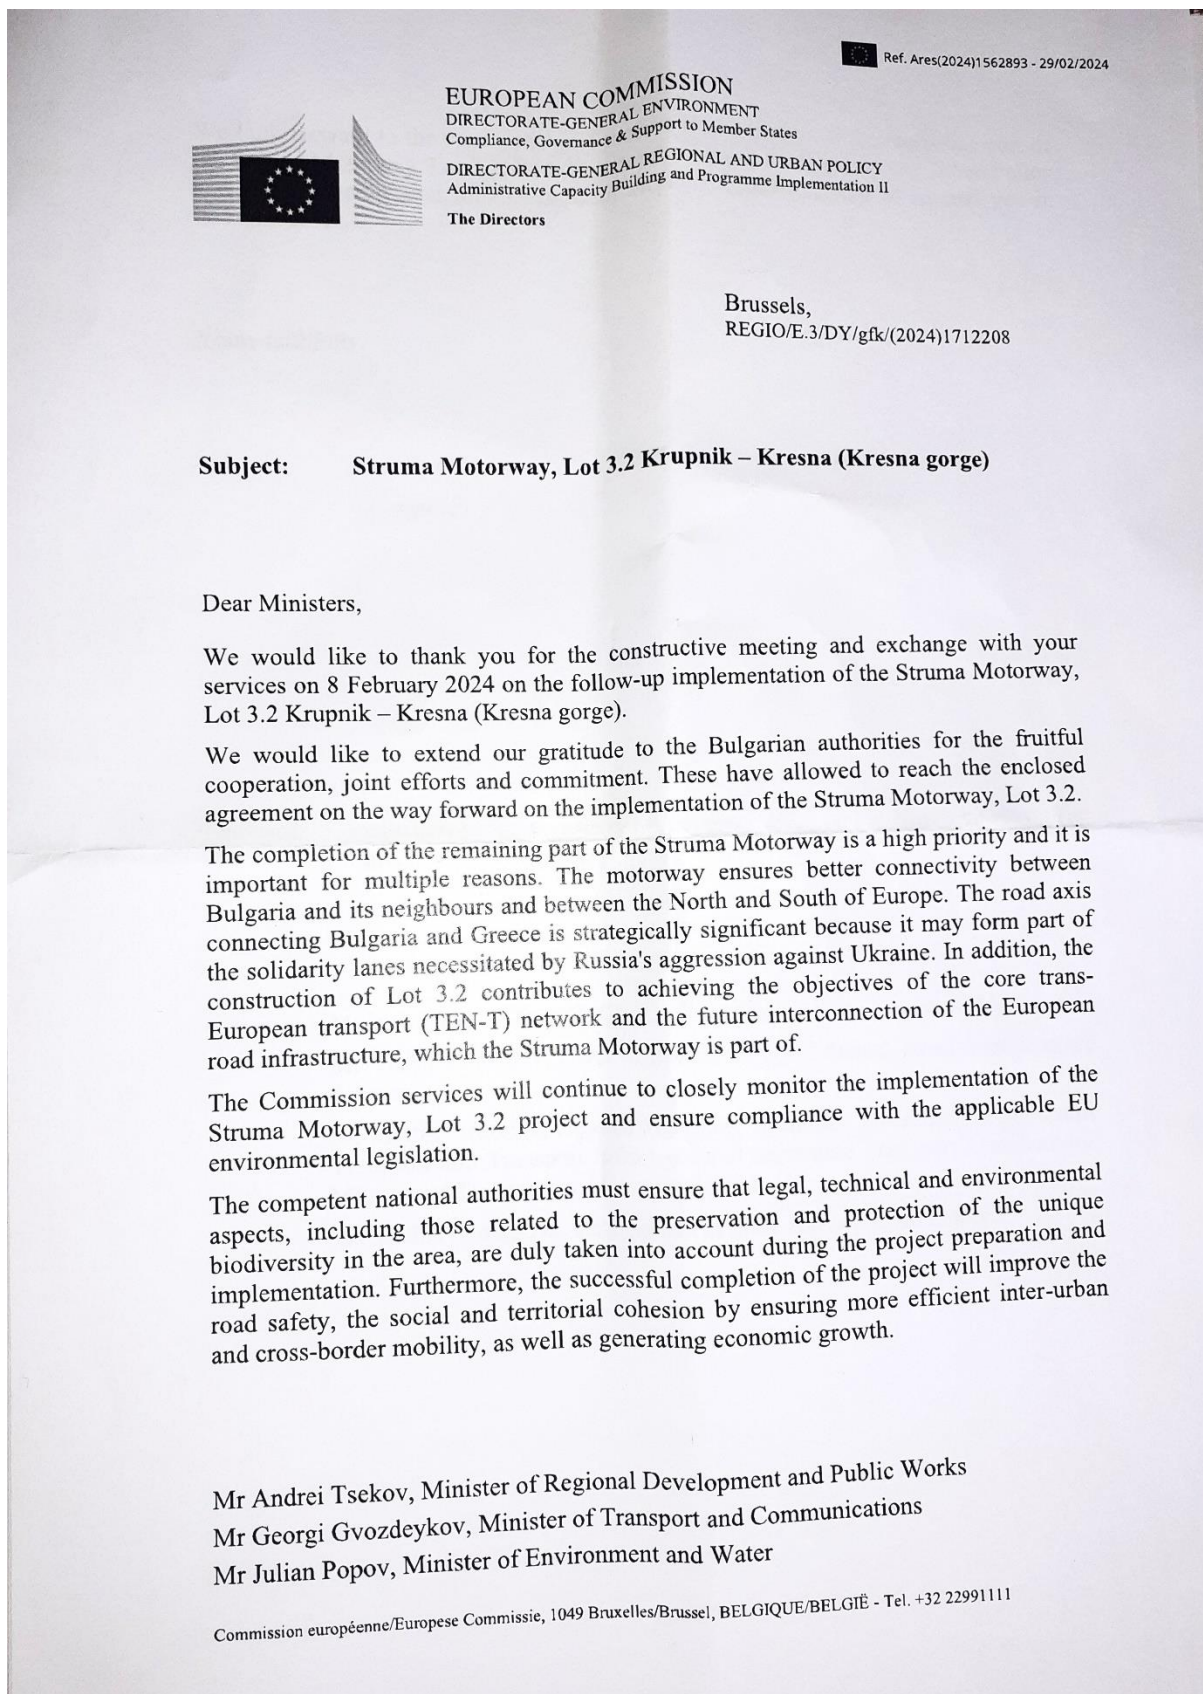 Ref. Ares(2024)1562893 - 29/02/2024
EUROPEAN COMMISSION
DIRECTORATE-GENERAL ENVIRONMENT
Compliance, Governance & Support to Member States
DIRECTORATE-GENERAL REGIONAL AND URBAN POLICY
Administrative Capacity Building and Programme Implementation II
The Directors
Brussels,
REGIO/E.3/DY/gfk/(2024)1712208
Subject: Struma Motorway, Lot 3.2 Krupnik – Kresna (Kresna gorge)
Dear Ministers,
We would like to thank you for the constructive meeting and exchange with your
services on 8 February 2024 on the follow-up implementation of the Struma Motorway,
Lot 3.2 Krupnik – Kresna (Kresna gorge).
We would like to extend our gratitude to the Bulgarian authorities for the fruitful
cooperation, joint efforts and commitment. These have allowed to reach the enclosed
agreement on the way forward on the implementation of the Struma Motorway, Lot 3.2.
The completion of the remaining part of the Struma Motorway is a high priority and it is
important for multiple reasons. The motorway ensures better connectivity between
Bulgaria and its neighbours and between the North and South of Europe. The road axis
connecting Bulgaria and Greece is strategically significant because it may form part of
the solidarity lanes necessitated by Russia's aggression against Ukraine. In addition, the
construction of Lot 3.2 contributes to achieving the objectives of the core trans-
European transport (TEN-T) network and the future interconnection of the European
road infrastructure, which the Struma Motorway is part of.
The Commission services will continue to closely monitor the implementation of the
Struma Motorway, Lot 3.2 project and ensure compliance with the applicable EU
environmental legislation.
The competent national authorities must ensure that legal, technical and environmental
aspects, including those related to the preservation and protection of the unique
biodiversity in the area, are duly taken into account during the project preparation and
implementation. Furthermore, the successful completion of the project will improve the
road safety, the social and territorial cohesion by ensuring more efficient inter-urban
and cross-border mobility, as well as generating economic growth.
Mr Andrei Tsekov, Minister of Regional Development and Public Works
Mr Georgi Gvozdeykov, Minister of Transport and Communications
Mr Julian Popov, Minister of Environment and Water
Commission européenne/Europese Commissie, 1049 Bruxelles/Brussel, BELGIQUE/BELGIË - Tel. +32 22991111